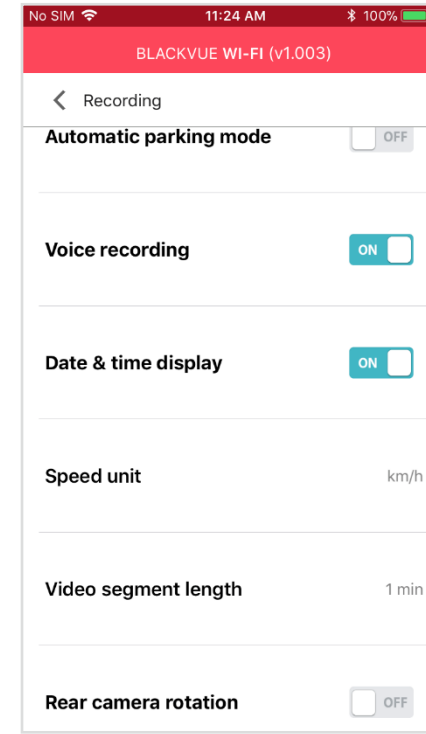 No SIM 11:24 AM 100%
BLACKVUE WI-FI (v1.003)
Recording
Automatic parking mode OFF
Voice recording ON
Date & time display ON
Speed unit km/h
Video segment length 1 min
Rear camera rotation OFF